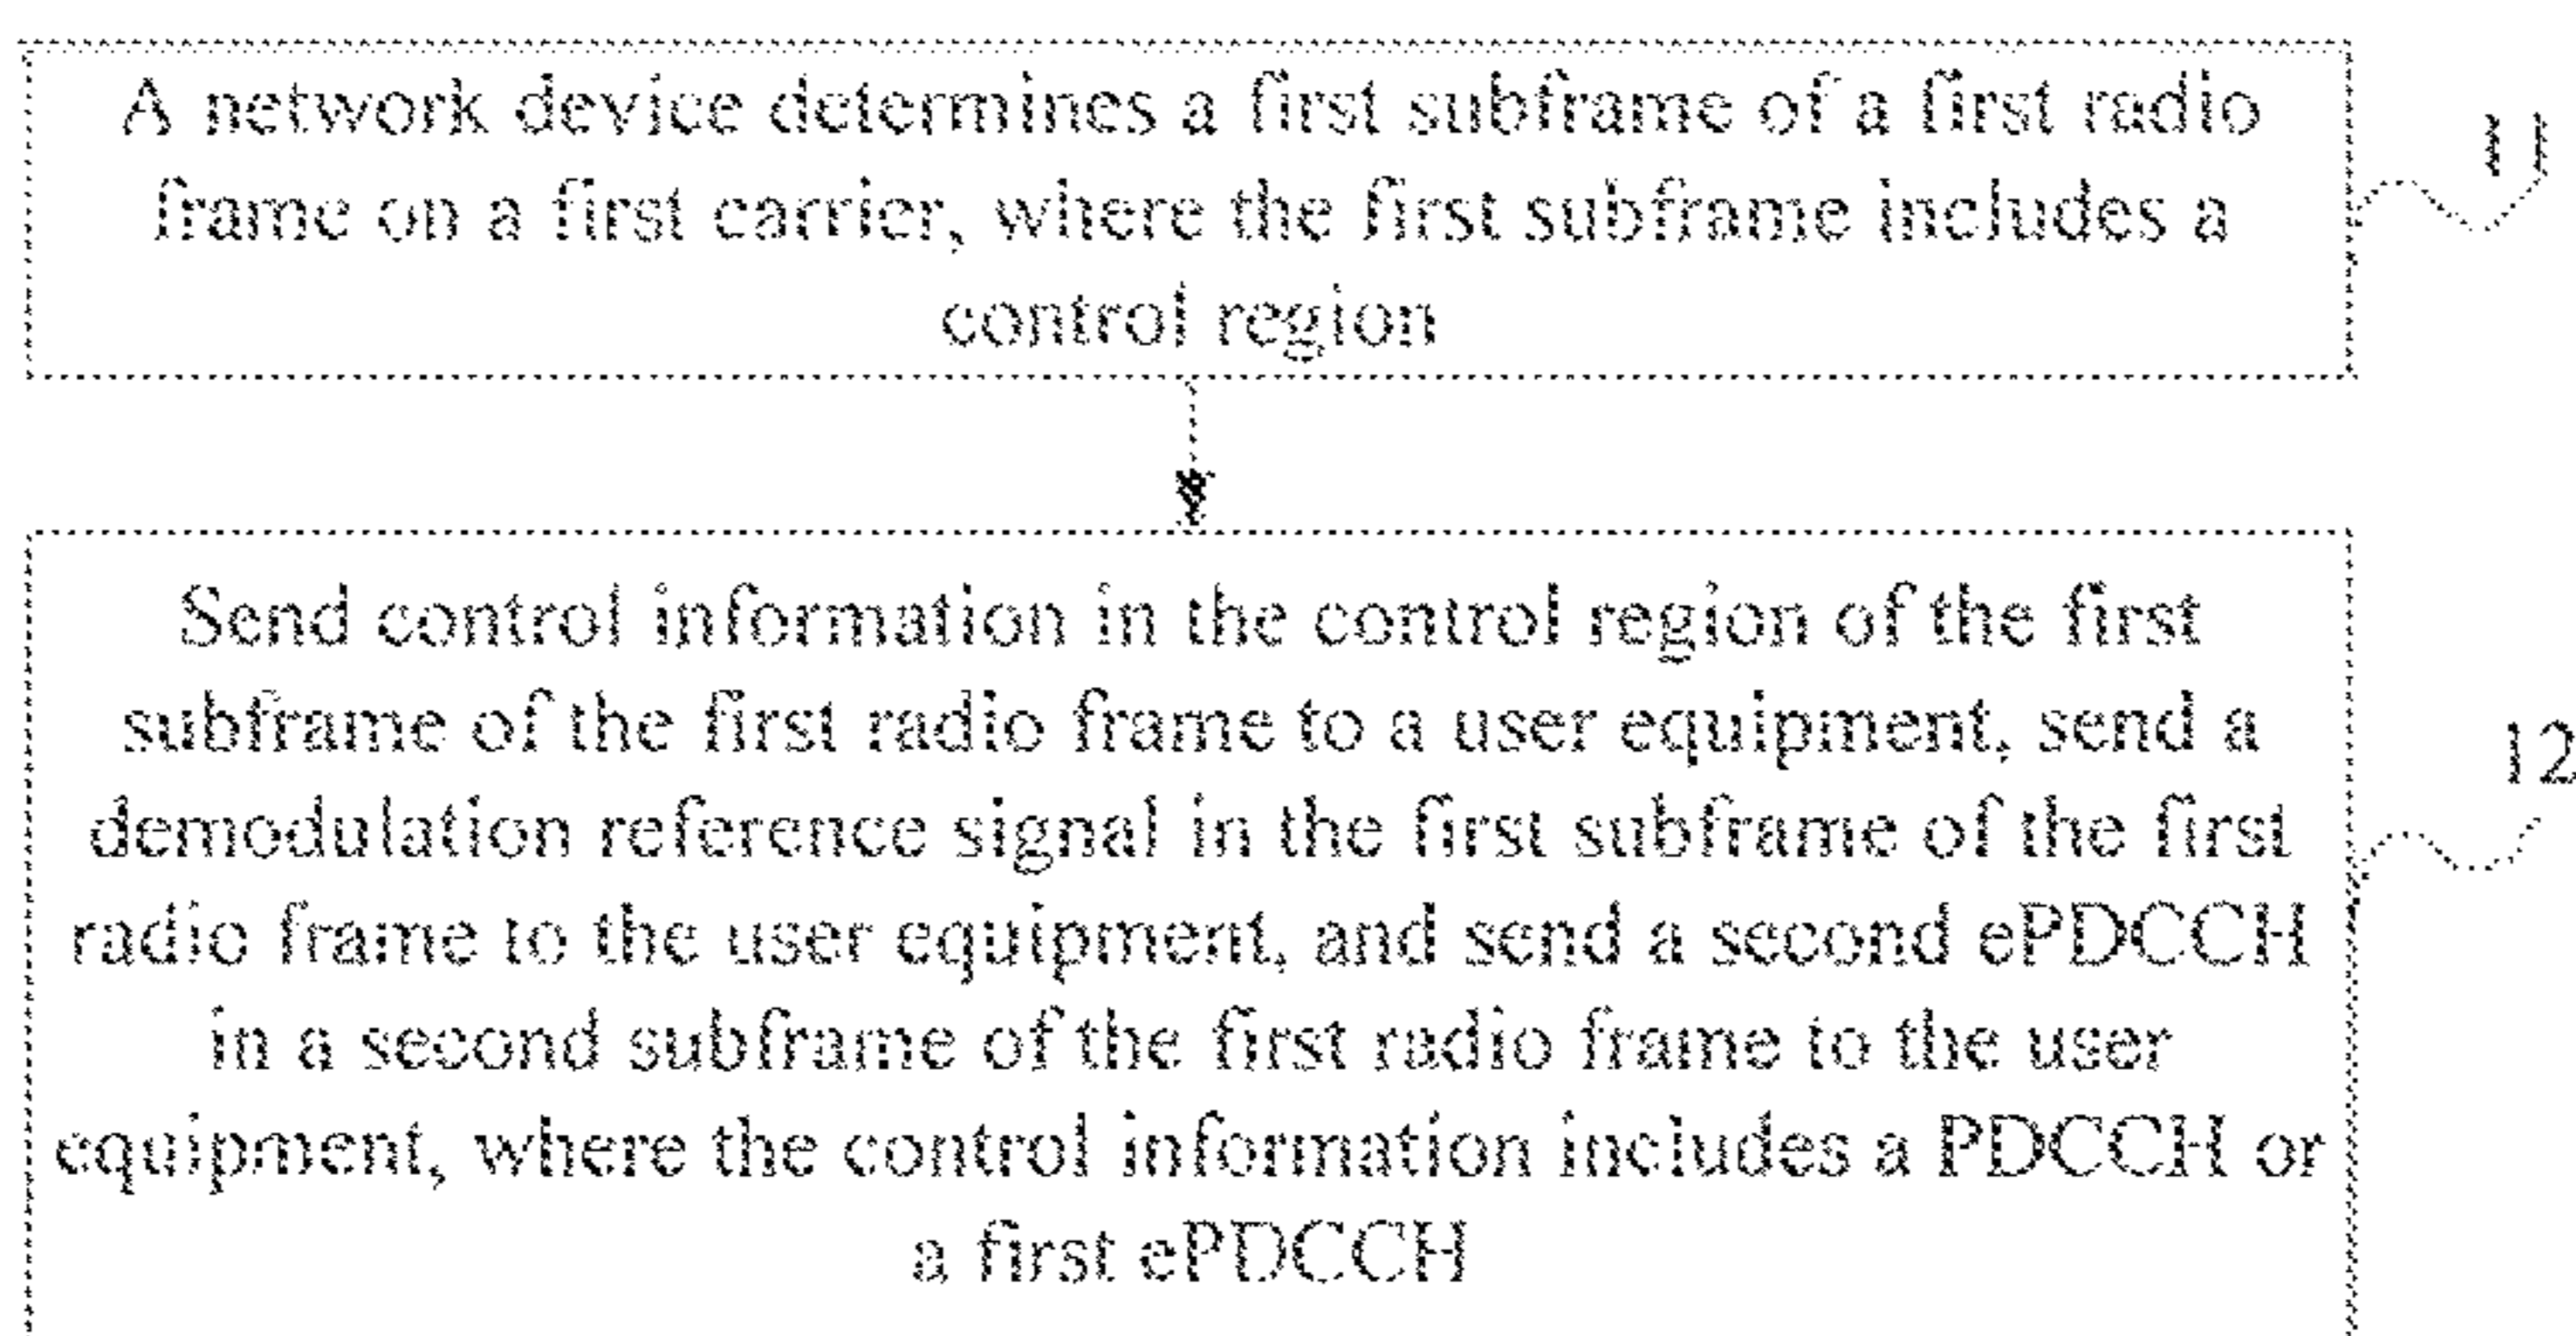 A network device determines a first subframe of a first radio
frame on a first carrier, where the first subframe includes a
control region
11
Send control information in the control region of the first
subframe of the first radio frame to a user equipment, send a
demodulation reference signal in the first subframe of the first
radio frame to the user equipment, and send a second ePDCCH
in a second subframe of the first radio frame to the user
equipment, where the control information includes a PDCCH or
a first ePDCCH
12